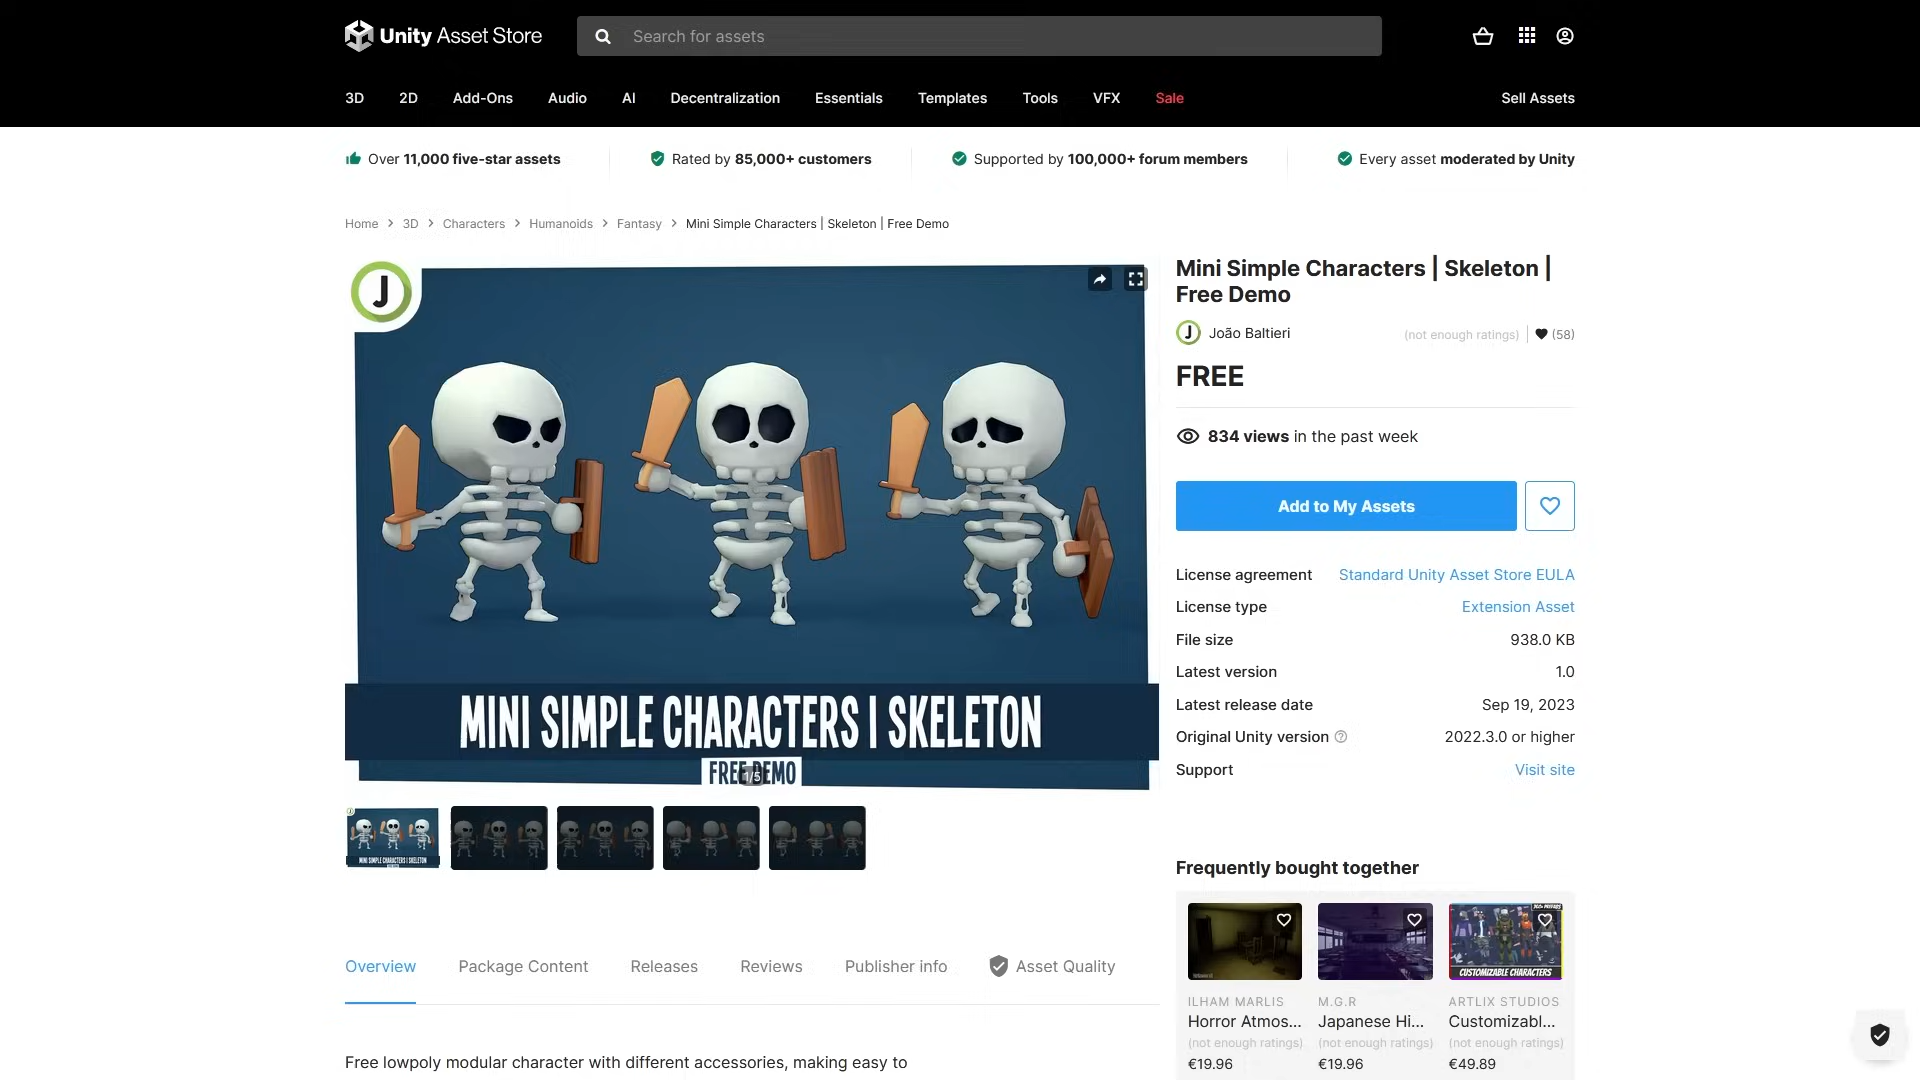 Unity Asset Store
Search for assets
3D 2D Add-Ons Audio AI Decentralization Essentials Templates Tools VFX Sale Sell Assets
Over 11,000 five-star assets
Rated by 85,000+ customers
Supported by 100,000+ forum members
Every asset moderated by Unity
Home > 3D > Characters > Humanoids > Fantasy > Mini Simple Characters | Skeleton | Free Demo
J
MINI SIMPLE CHARACTERS | SKELETON
FREE DEMO
1/5
MINI SIMPLE CHARACTERS | SKELETON
Mini Simple Characters | Skeleton |
Free Demo
J João Baltieri
(not enough ratings) (58)
FREE
834 views in the past week
Add to My Assets
License agreement Standard Unity Asset Store EULA
License type Extension Asset
File size 938.0 KB
Latest version 1.0
Latest release date Sep 19, 2023
Original Unity version 2022.3.0 or higher
Support Visit site
Frequently bought together
CUSTOMIZABLE CHARACTERS
ILHAM MARLIS M.G.R ARTLIX STUDIOS
Horror Atmos... Japanese Hi... Customizabl...
(not enough ratings) (not enough ratings) (not enough ratings)
€19.96 €19.96 €49.89
Overview Package Content Releases Reviews Publisher info Asset Quality
Free lowpoly modular character with different accessories, making easy to